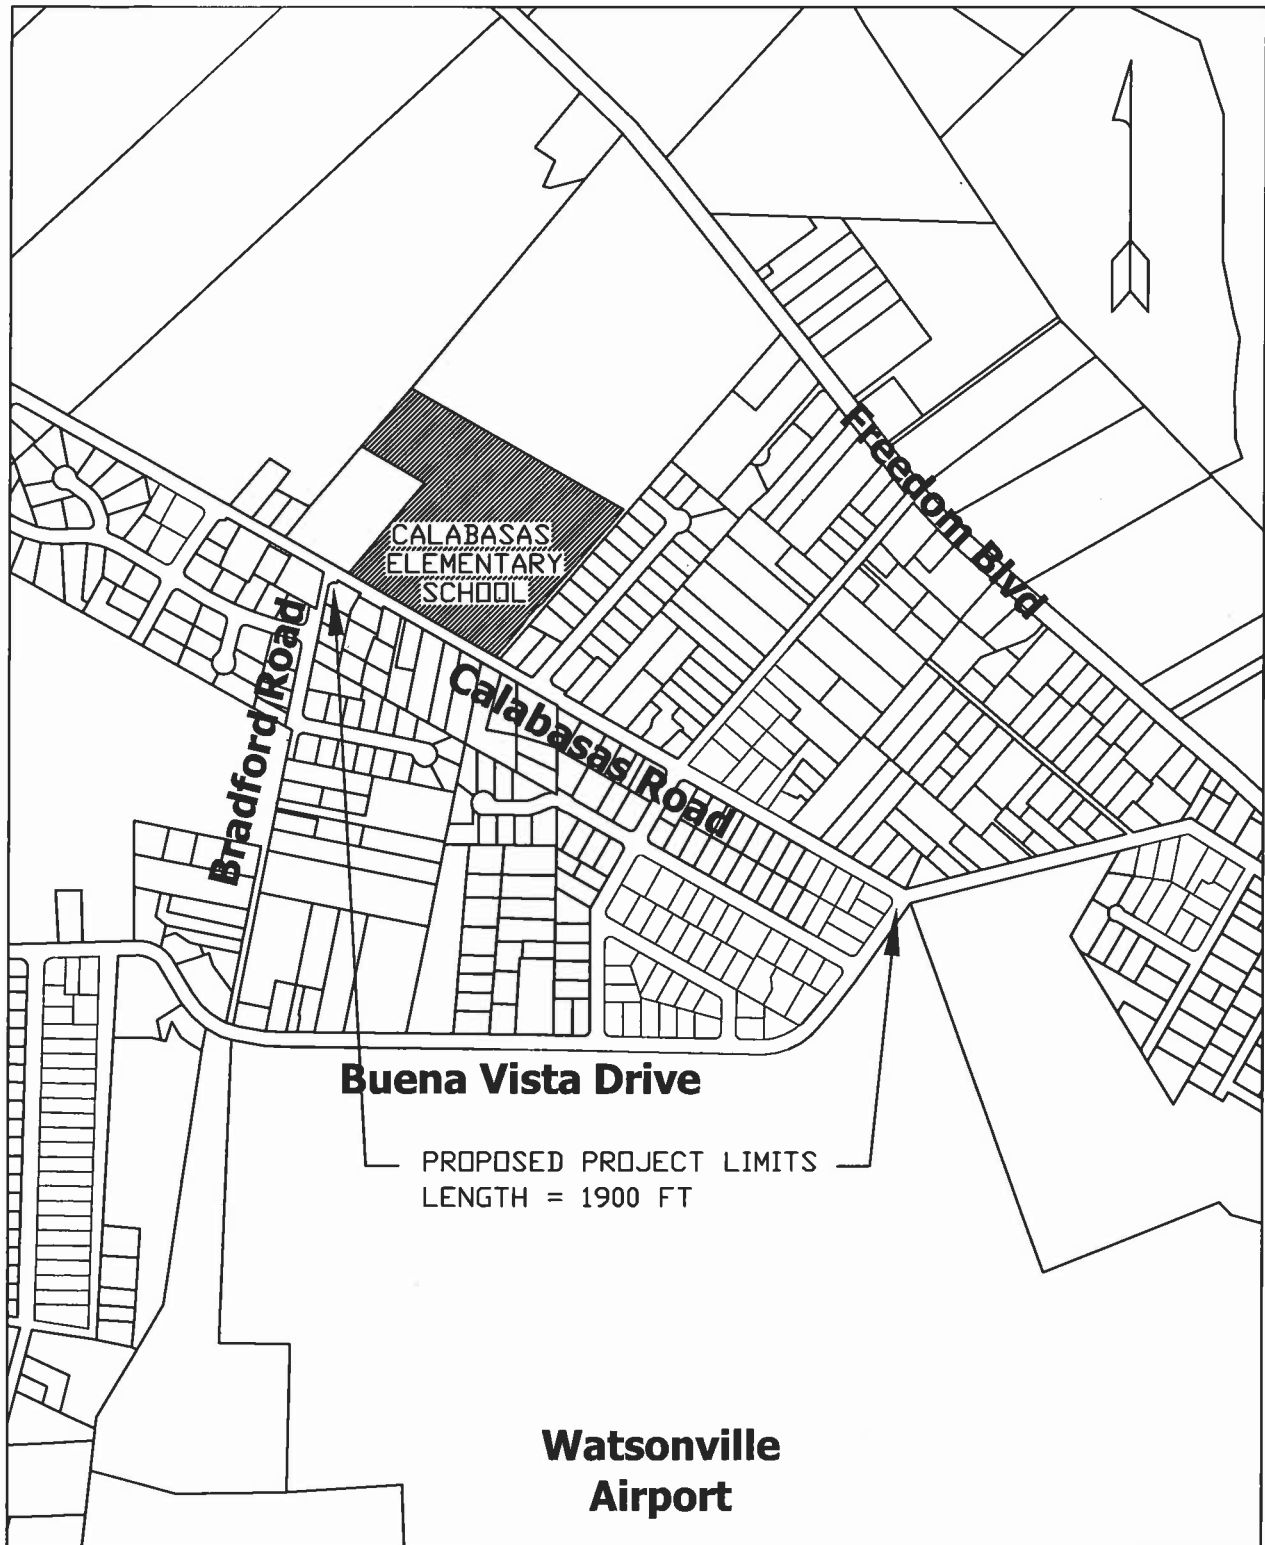 Freedom Blvd
CALABASAS
ELEMENTARY
SCHOOL
Bradford Road
Calabasas Road
Buena Vista Drive
PROPOSED PROJECT LIMITS
LENGTH = 1900 FT
Watsonville
Airport